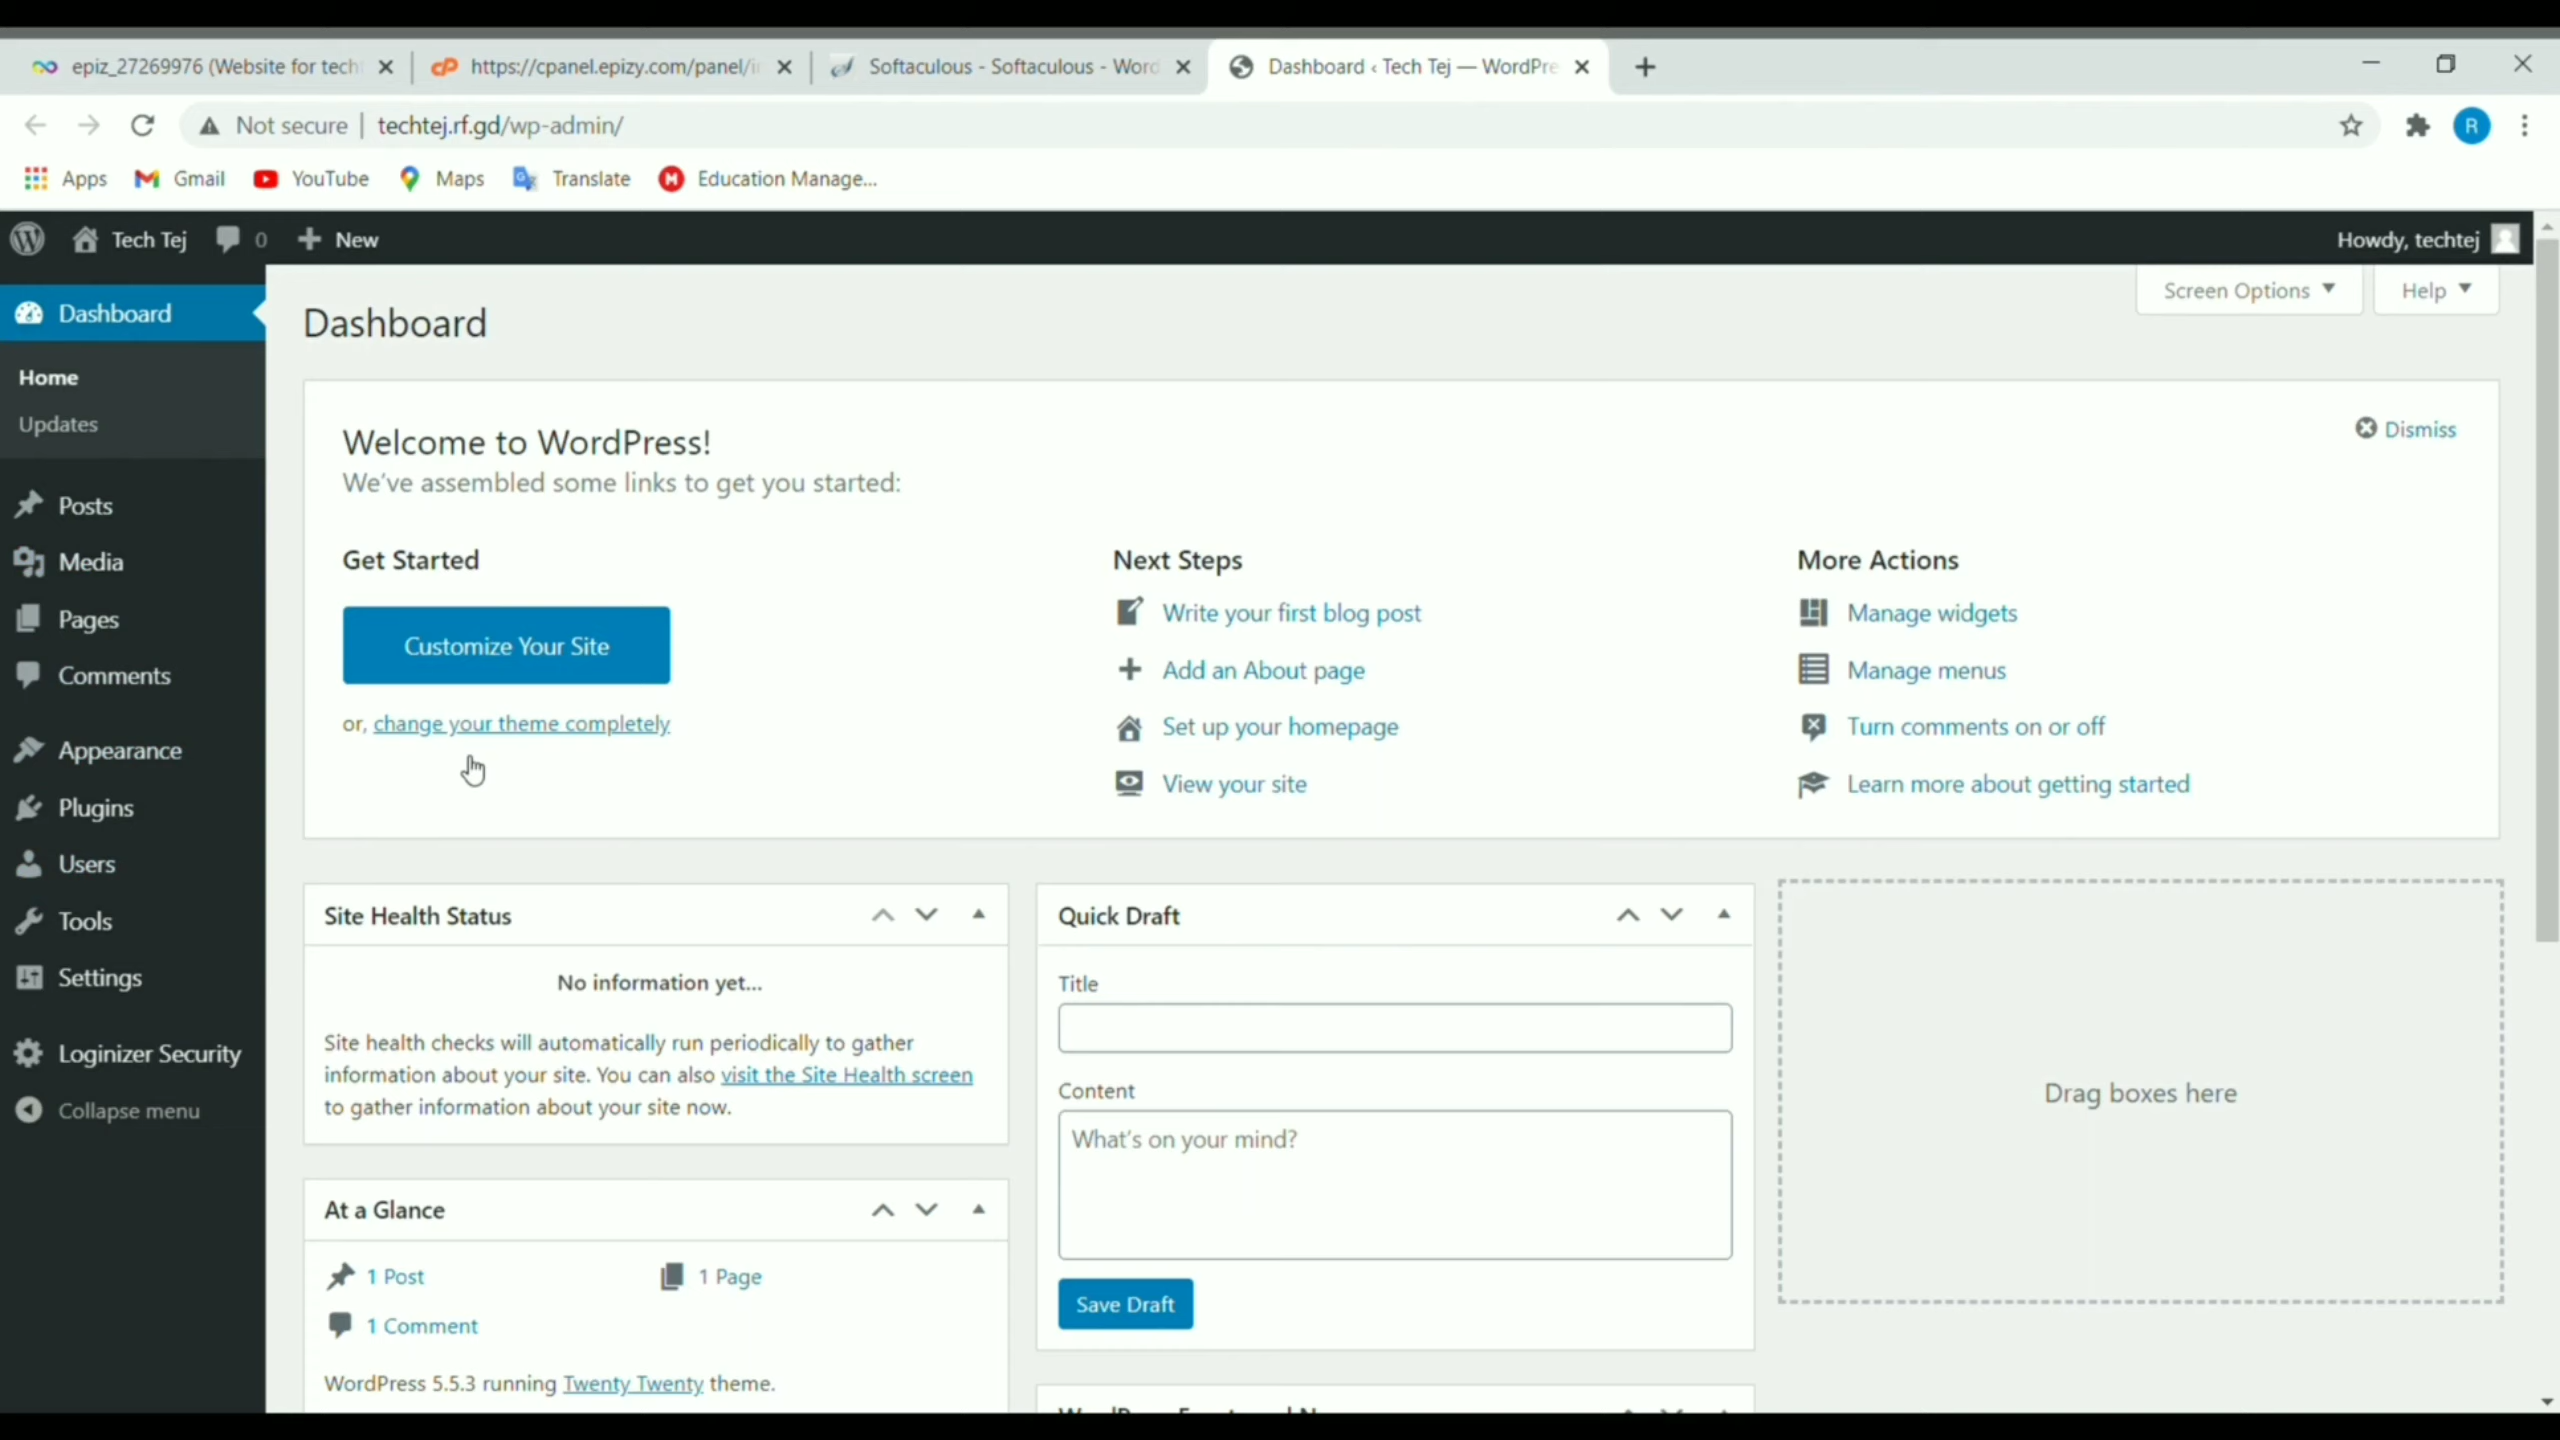 epiz_27269976 (Website for tech
https://cpanel.epizy.com/panel/i
Softaculous - Softaculous - Word
Dashboard ‹ Tech Tej — WordPre
Not secure
techtej.rf.gd/wp-admin/
Apps
Gmail
YouTube
Maps
Translate
Education Manage...
Tech Tej
0
New
Howdy, techtej
Dashboard
Home
Updates
Posts
Media
Pages
Comments
Appearance
Plugins
Users
Tools
Settings
Loginizer Security
Collapse menu
Screen Options
Help
Dashboard
Welcome to WordPress!
We've assembled some links to get you started:
Dismiss
Get Started
Customize Your Site
or, change your theme completely
Next Steps
Write your first blog post
Add an About page
Set up your homepage
View your site
More Actions
Manage widgets
Manage menus
Turn comments on or off
Learn more about getting started
Site Health Status
No information yet...
Site health checks will automatically run periodically to gather
information about your site. You can also visit the Site Health screen
to gather information about your site now.
At a Glance
1 Post
1 Page
1 Comment
WordPress 5.5.3 running Twenty Twenty theme.
Quick Draft
Title
Content
What's on your mind?
Save Draft
Drag boxes here